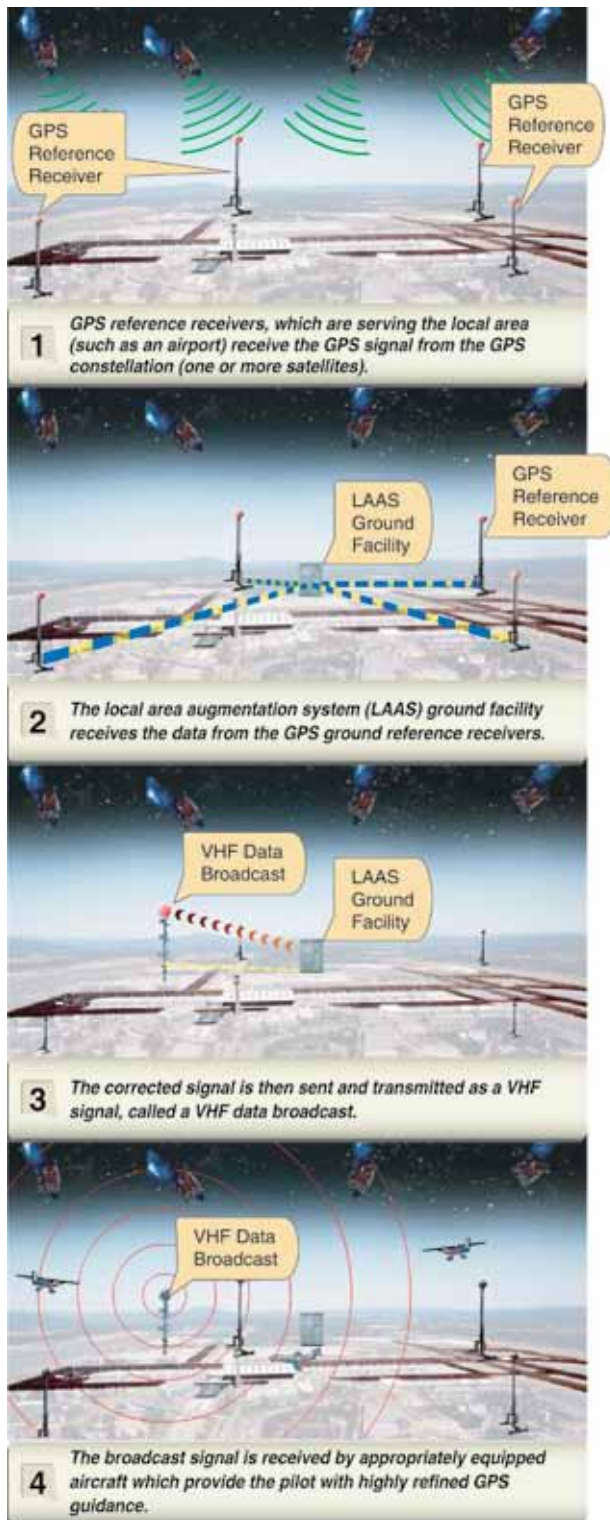 GPS
Reference
Receiver
GPS
Reference
Receiver
1
GPS reference receivers, which are serving the local area
(such as an airport) receive the GPS signal from the GPS
constellation (one or more satellites).
LAAS
Ground
Facility
GPS
Reference
Receiver
2
The local area augmentation system (LAAS) ground facility
receives the data from the GPS ground reference receivers.
VHF Data
Broadcast
LAAS
Ground
Facility
3
The corrected signal is then sent and transmitted as a VHF
signal, called a VHF data broadcast.
VHF Data
Broadcast
4
The broadcast signal is received by appropriately equipped
aircraft which provide the pilot with highly refined GPS
guidance.